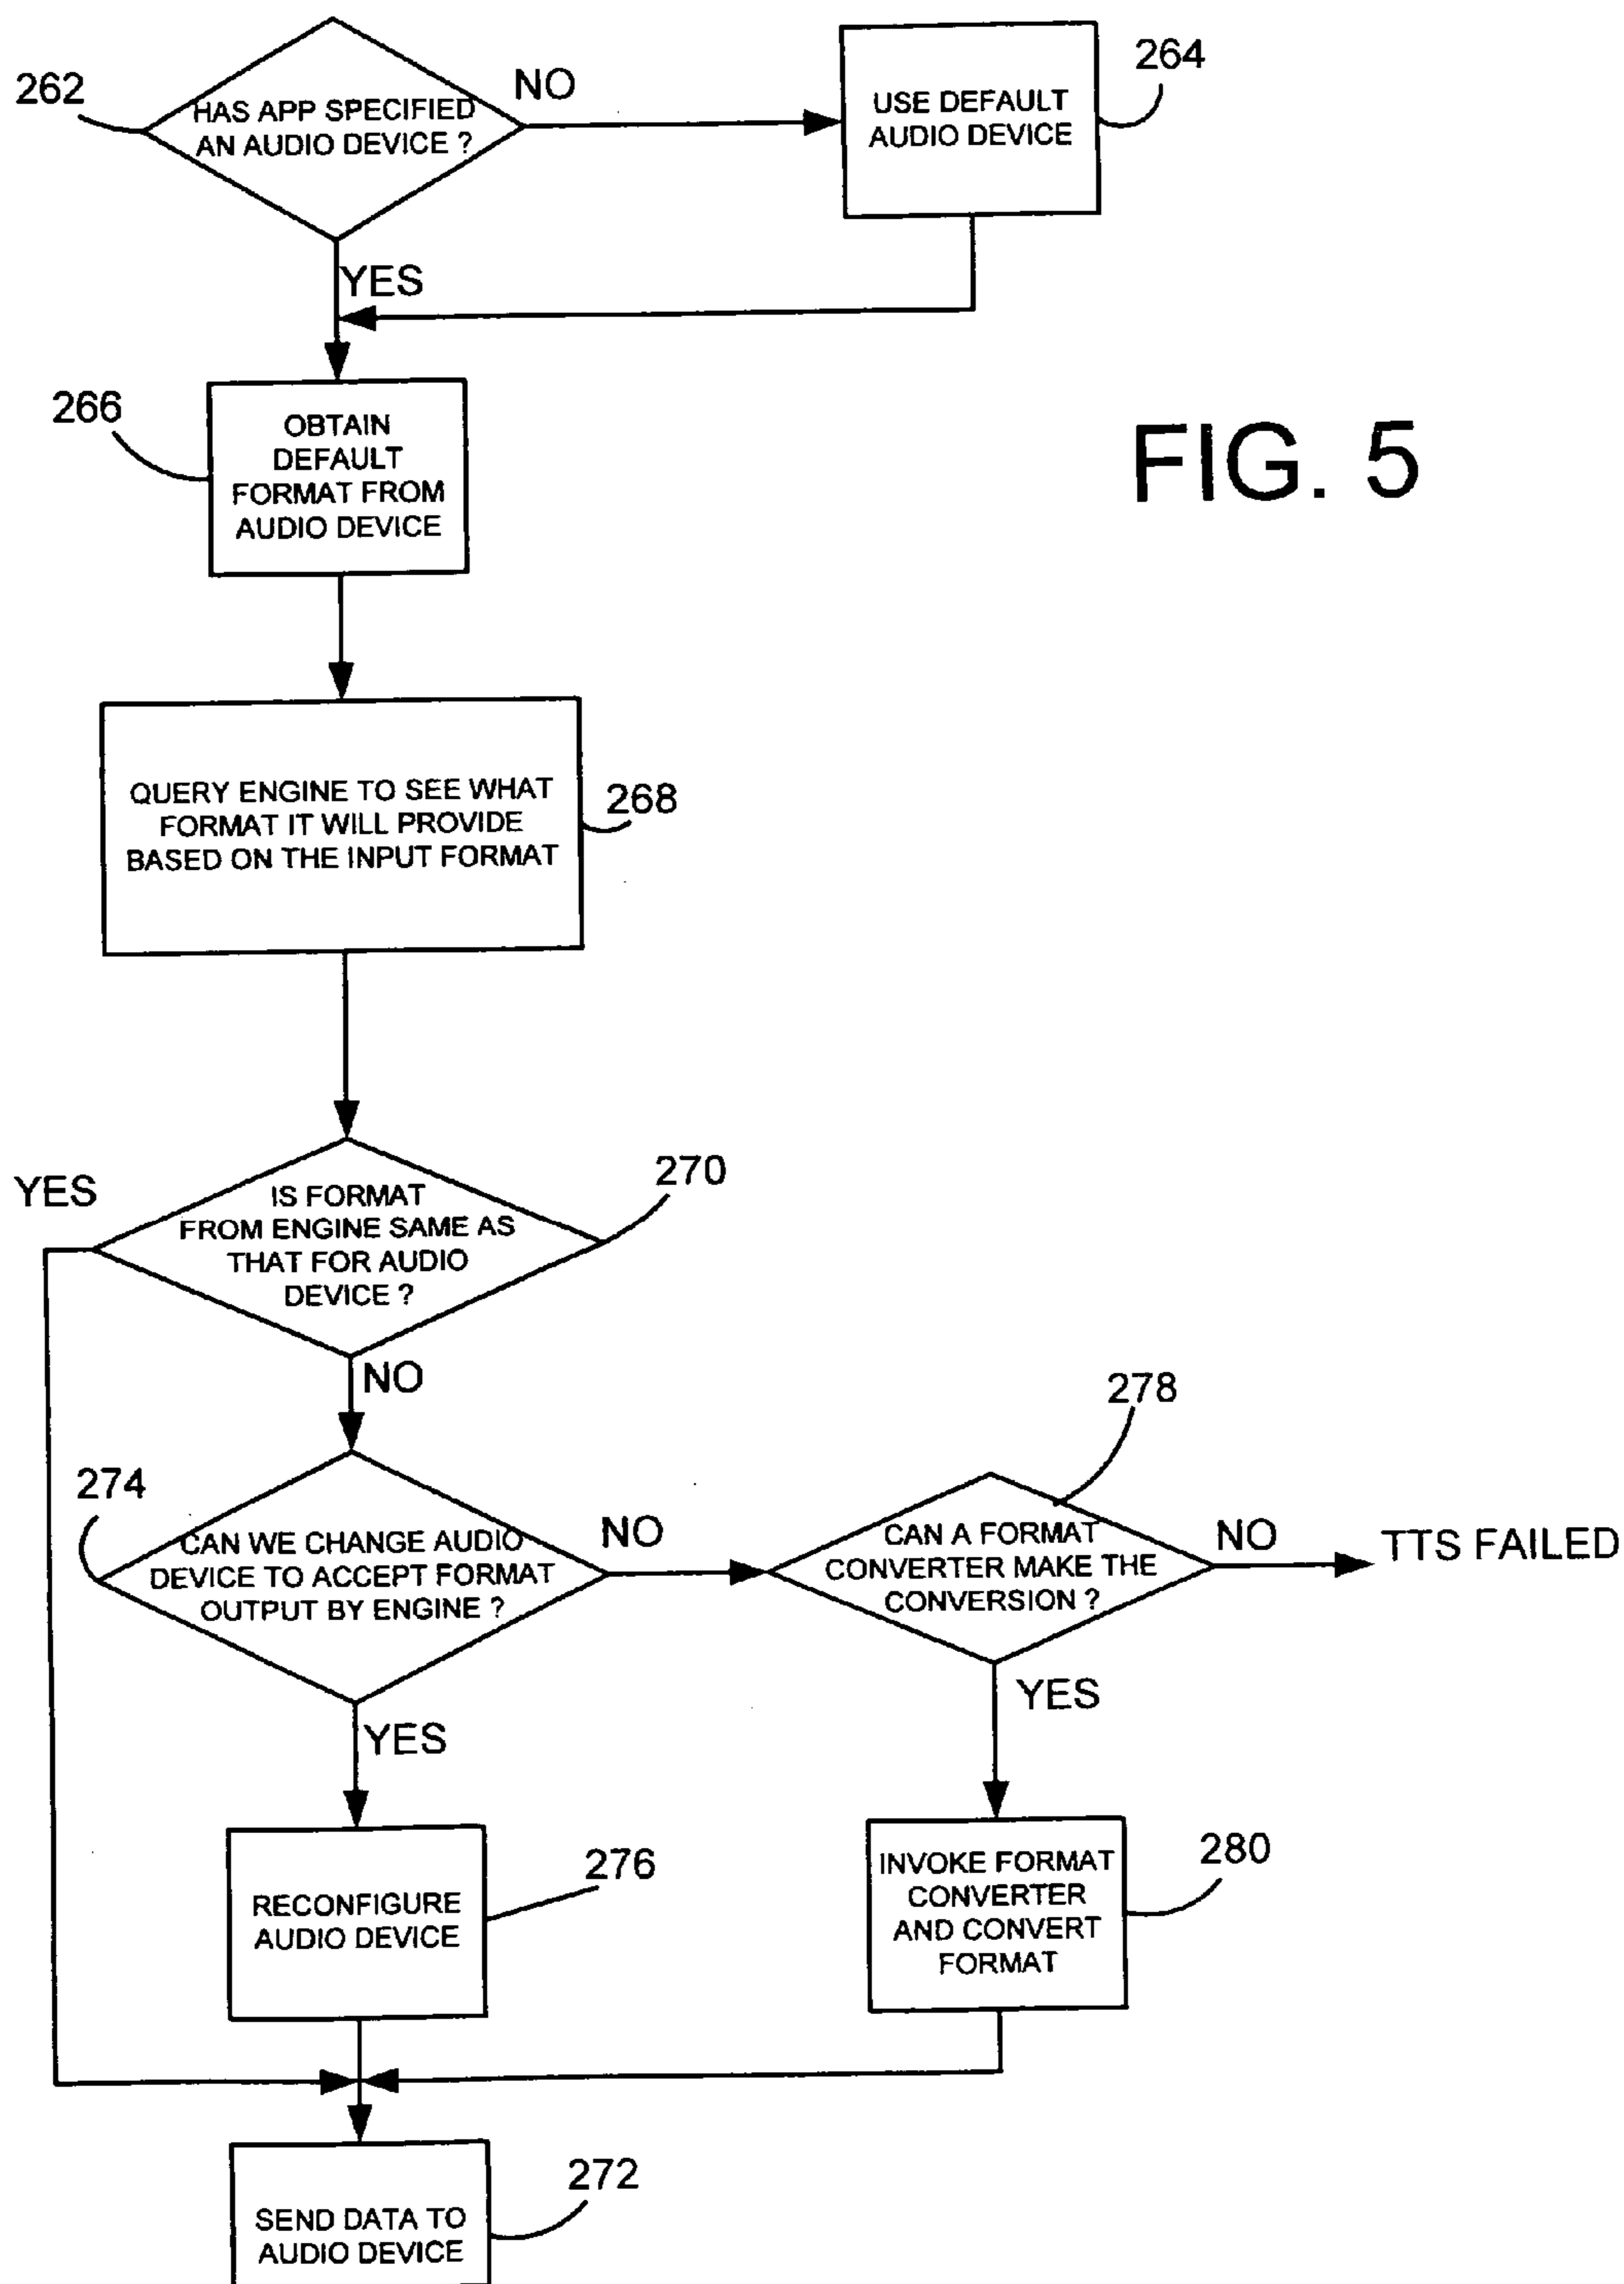 262
HAS APP SPECIFIED
AN AUDIO DEVICE ?
NO
USE DEFAULT
AUDIO DEVICE
264
YES
266
OBTAIN
DEFAULT
FORMAT FROM
AUDIO DEVICE
FIG. 5
QUERY ENGINE TO SEE WHAT
FORMAT IT WILL PROVIDE
BASED ON THE INPUT FORMAT
268
YES
IS FORMAT
FROM ENGINE SAME AS
THAT FOR AUDIO
DEVICE ?
270
NO
274
CAN WE CHANGE AUDIO
DEVICE TO ACCEPT FORMAT
OUTPUT BY ENGINE ?
NO
278
CAN A FORMAT
CONVERTER MAKE THE
CONVERSION ?
NO
TTS FAILED
YES
YES
RECONFIGURE
AUDIO DEVICE
276
INVOKE FORMAT
CONVERTER
AND CONVERT
FORMAT
280
SEND DATA TO
AUDIO DEVICE
272